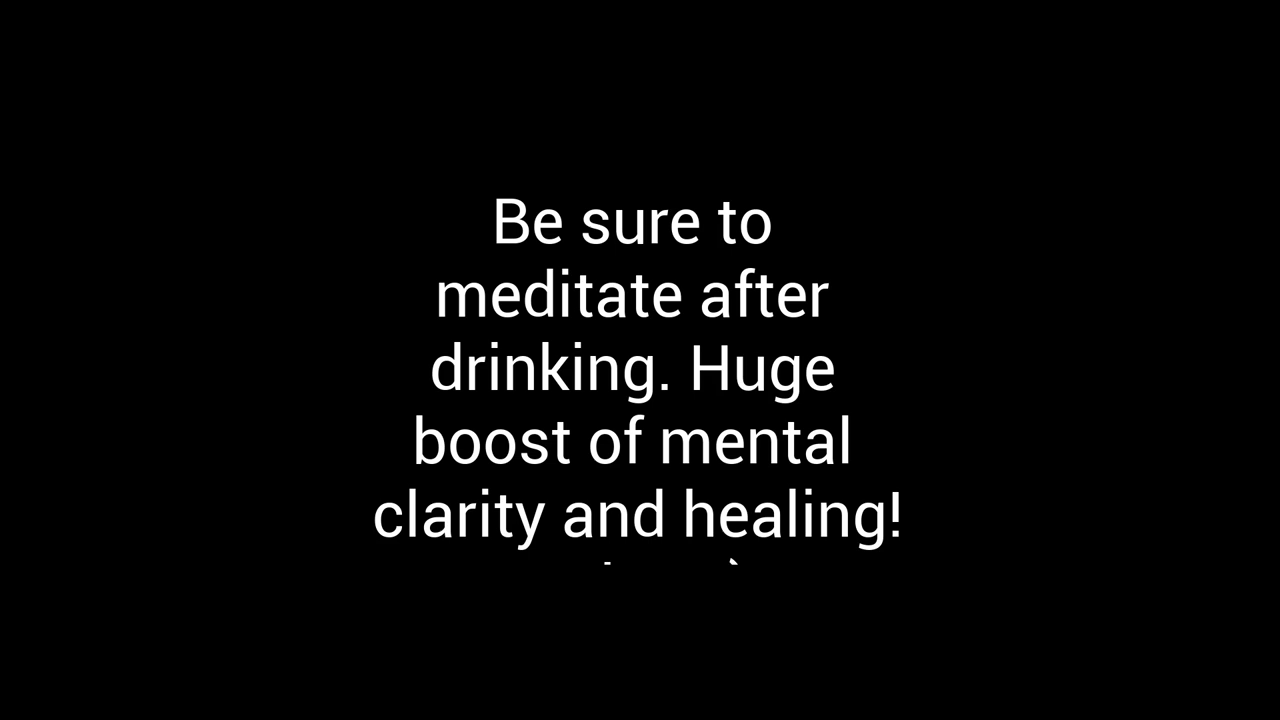 Be sure to
meditate after
drinking. Huge
boost of mental
clarity and healing!